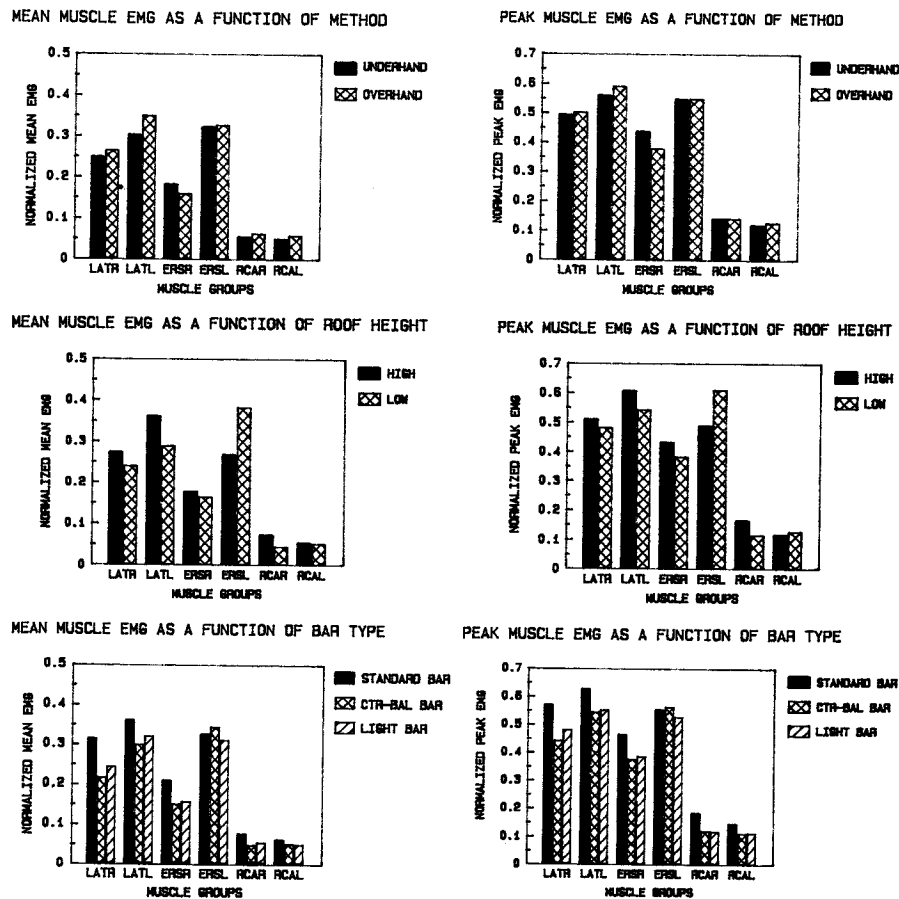 MEAN MUSCLE EMG AS A FUNCTION OF METHOD
0.5
0.4
0.3
0.2
0.1
0
NORMALIZED MEAN EMG
UNDERHAND
OVERHAND
LATR LATL ERSR ERSL RCAR RCAL
MUSCLE GROUPS
PEAK MUSCLE EMG AS A FUNCTION OF METHOD
0.7
0.6
0.5
0.4
0.3
0.2
0.1
0
NORMALIZED PEAK EMG
UNDERHAND
OVERHAND
LATR LATL ERSR ERSL RCAR RCAL
MUSCLE GROUPS
MEAN MUSCLE EMG AS A FUNCTION OF ROOF HEIGHT
0.5
0.4
0.3
0.2
0.1
0
NORMALIZED MEAN EMG
HIGH
LOW
LATR LATL ERSR ERSL RCAR RCAL
MUSCLE GROUPS
PEAK MUSCLE EMG AS A FUNCTION OF ROOF HEIGHT
0.7
0.6
0.5
0.4
0.3
0.2
0.1
0
NORMALIZED PEAK EMG
HIGH
LOW
LATR LATL ERSR ERSL RCAR RCAL
MUSCLE GROUPS
MEAN MUSCLE EMG AS A FUNCTION OF BAR TYPE
0.5
0.4
0.3
0.2
0.1
0
NORMALIZED MEAN EMG
STANDARD BAR
CTR-BAL BAR
LIGHT BAR
LATR LATL ERSR ERSL RCAR RCAL
MUSCLE GROUPS
PEAK MUSCLE EMG AS A FUNCTION OF BAR TYPE
0.7
0.6
0.5
0.4
0.3
0.2
0.1
0
NORMALIZED PEAK EMG
STANDARD BAR
CTR-BAL BAR
LIGHT BAR
LATR LATL ERSR ERSL RCAR RCAL
MUSCLE GROUPS